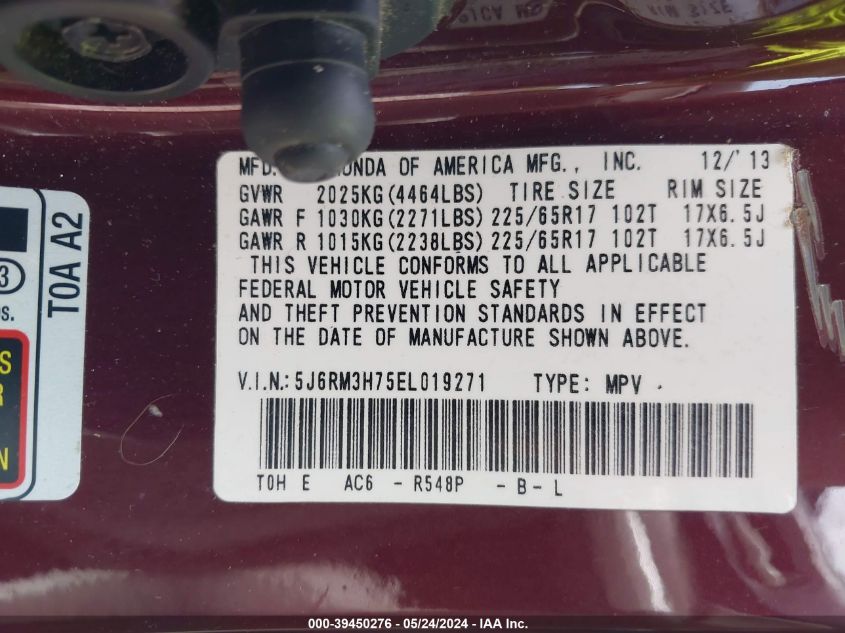 MFD. HONDA OF AMERICA MFG., INC. 12/'13
GVWR 2025KG(4464LBS) TIRE SIZE RIM SIZE
GAWR F 1030KG(2271LBS) 225/65R17 102T 17X6.5J
GAWR R 1015KG(2238LBS) 225/65R17 102T 17X6.5J
THIS VEHICLE CONFORMS TO ALL APPLICABLE
FEDERAL MOTOR VEHICLE SAFETY
AND THEFT PREVENTION STANDARDS IN EFFECT
ON THE DATE OF MANUFACTURE SHOWN ABOVE.
V.I.N.: 5J6RM3H75EL019271 TYPE: MPV
TOH E AC6 - R548P - B - L
T0A A2
3
000-39450276 - 05/24/2024 - IAA Inc.